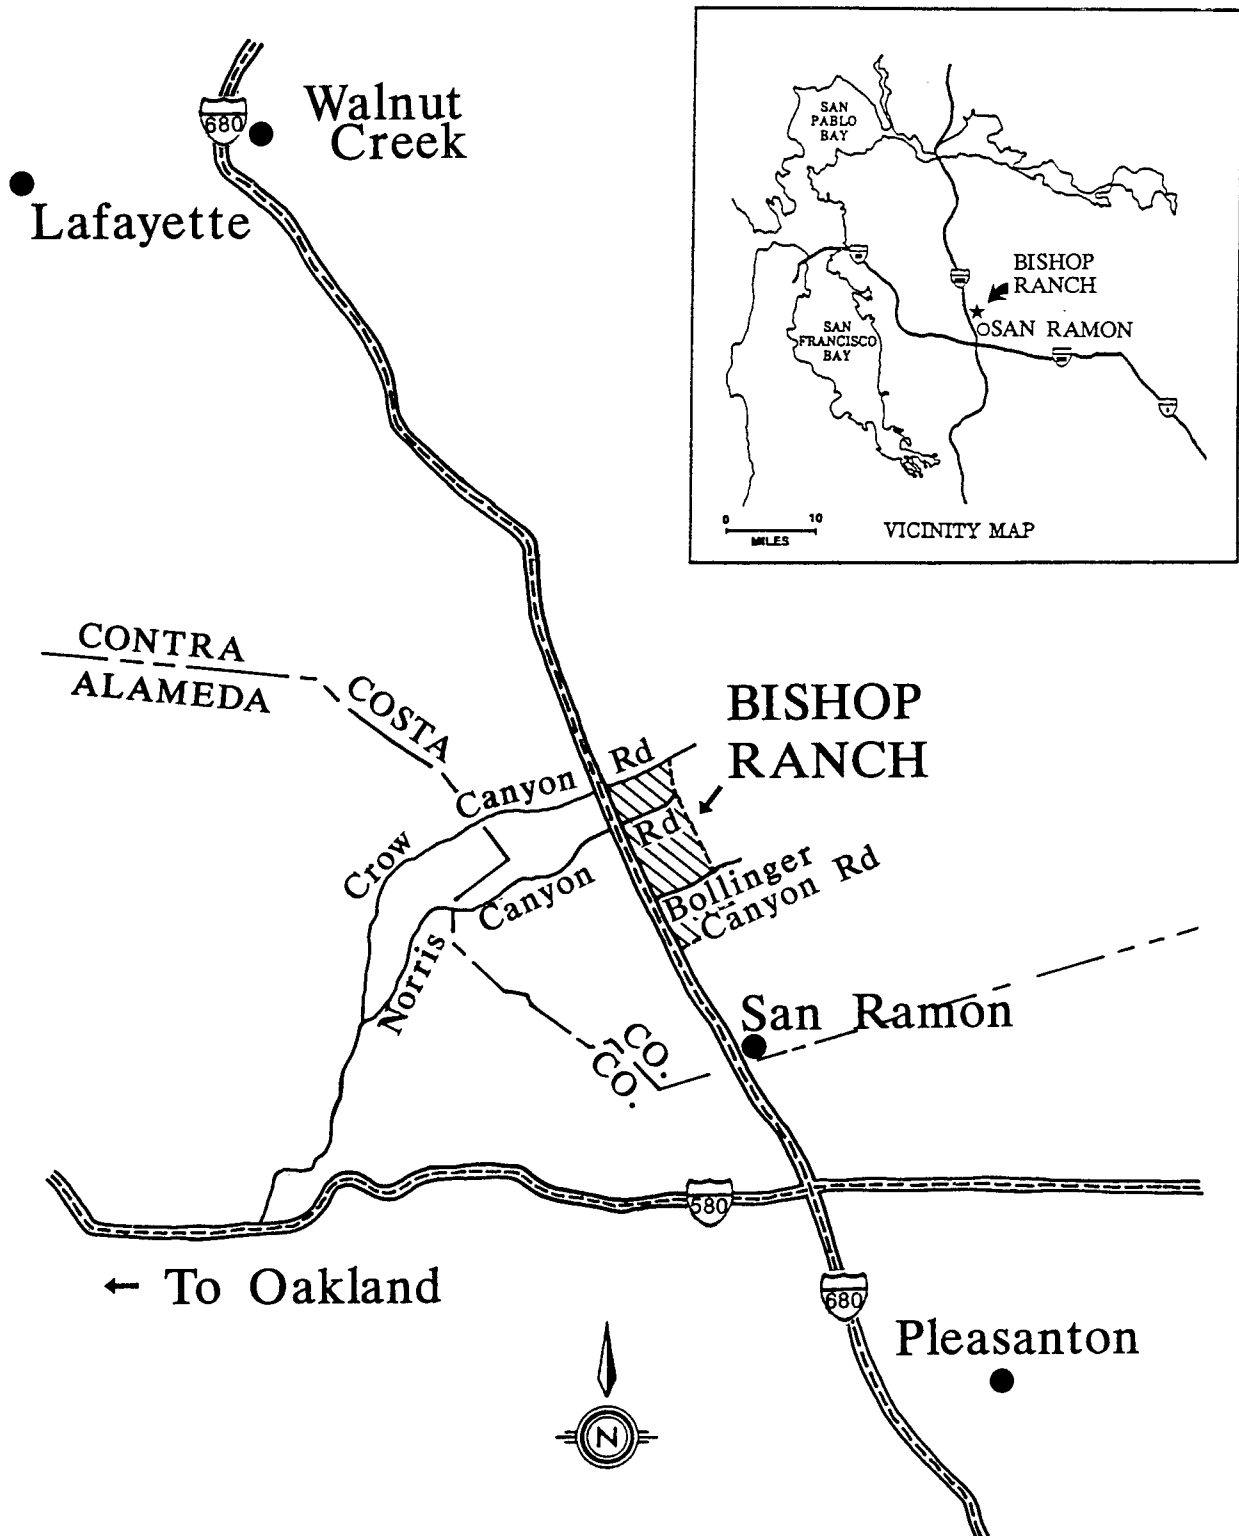 680
Walnut
Creek
Lafayette
SAN
PABLO
BAY
BISHOP
RANCH
SAN RAMON
SAN
FRANCISCO
BAY
0 10
MILES
VICINITY MAP
CONTRA COSTA CO.
ALAMEDA CO.
BISHOP
RANCH
Crow Canyon Rd
Norris Canyon Rd
Bollinger
Canyon Rd
San Ramon
580
← To Oakland
680
Pleasanton
N